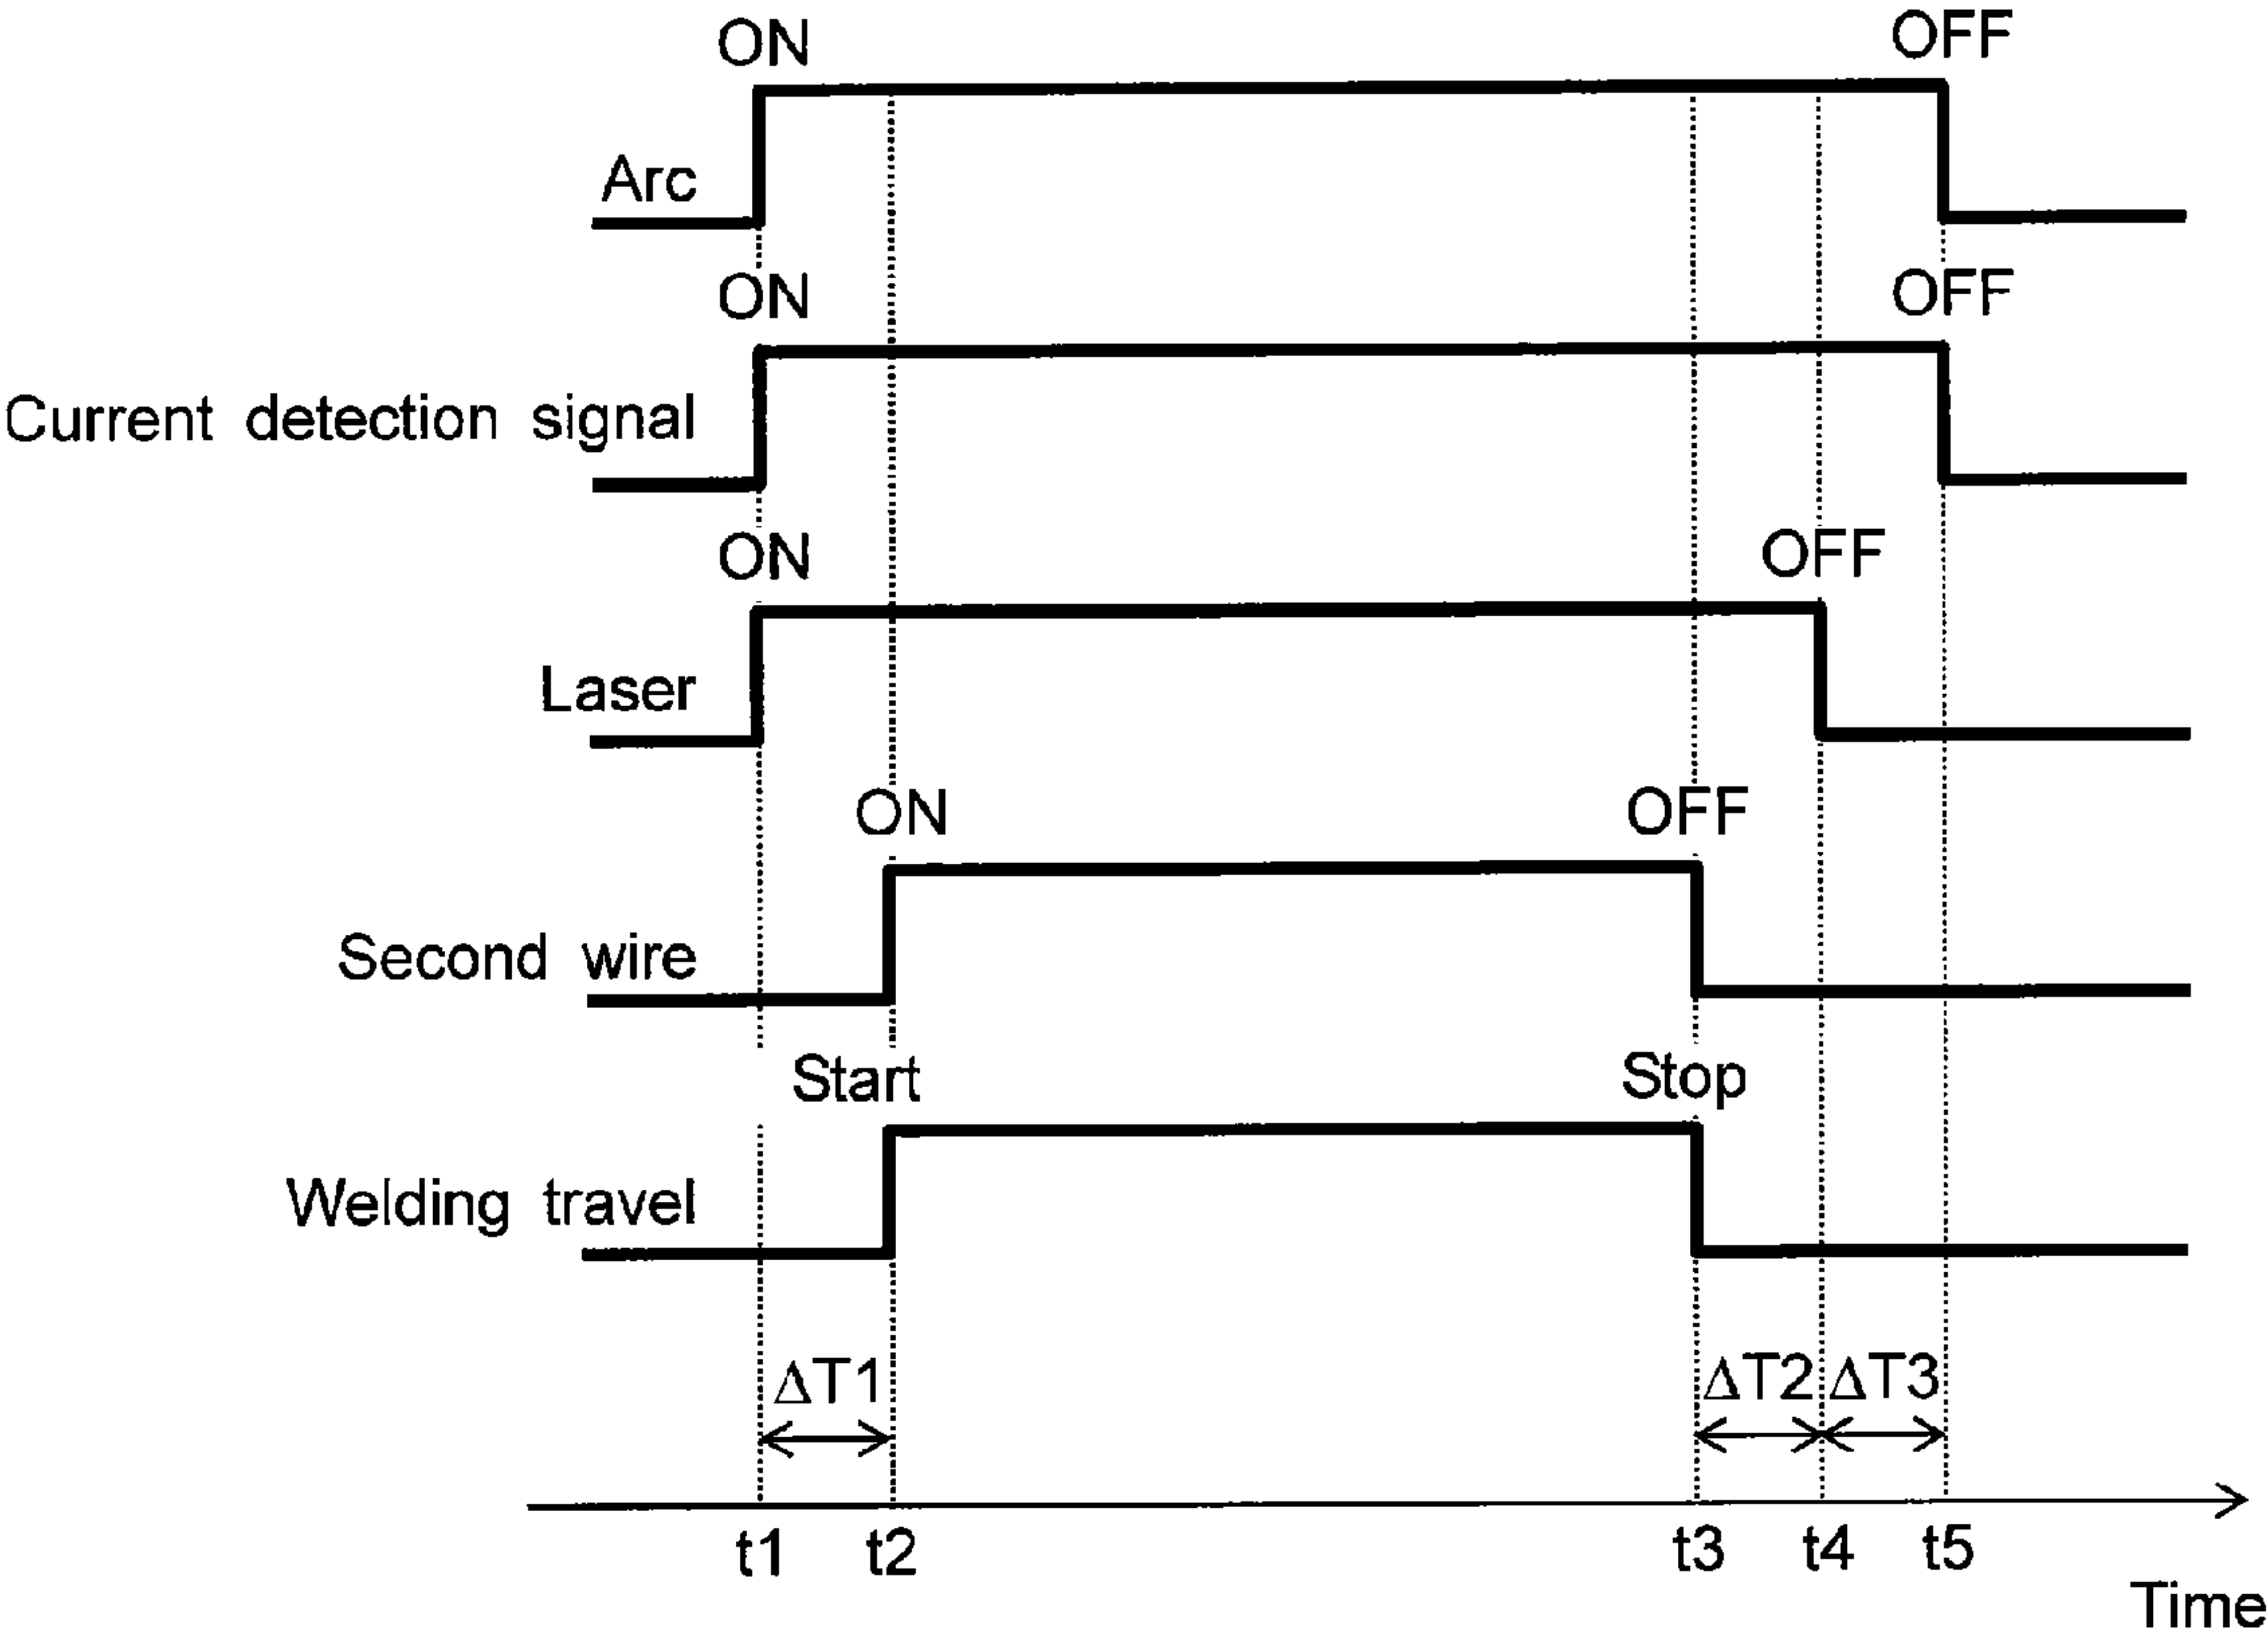 ON OFF
Arc
ON OFF
Current detection signal
ON OFF
Laser
ON OFF
Second wire
Start Stop
Welding travel
ΔT1 ΔT2 ΔT3
t1 t2 t3 t4 t5
Time